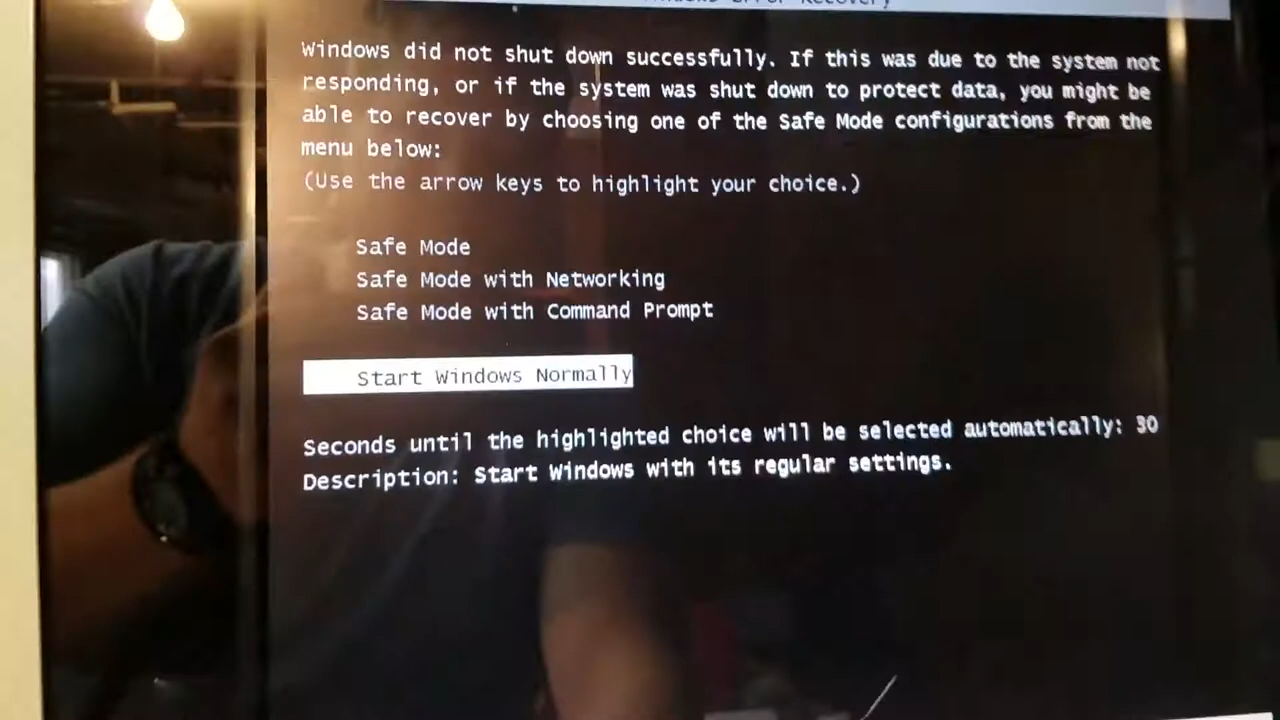 Windows Error Recovery
Windows did not shut down successfully. If this was due to the system not
responding, or if the system was shut down to protect data, you might be
able to recover by choosing one of the Safe Mode configurations from the
menu below:
(Use the arrow keys to highlight your choice.)
Safe Mode
Safe Mode with Networking
Safe Mode with Command Prompt
Start Windows Normally
Seconds until the highlighted choice will be selected automatically: 30
Description: Start Windows with its regular settings.